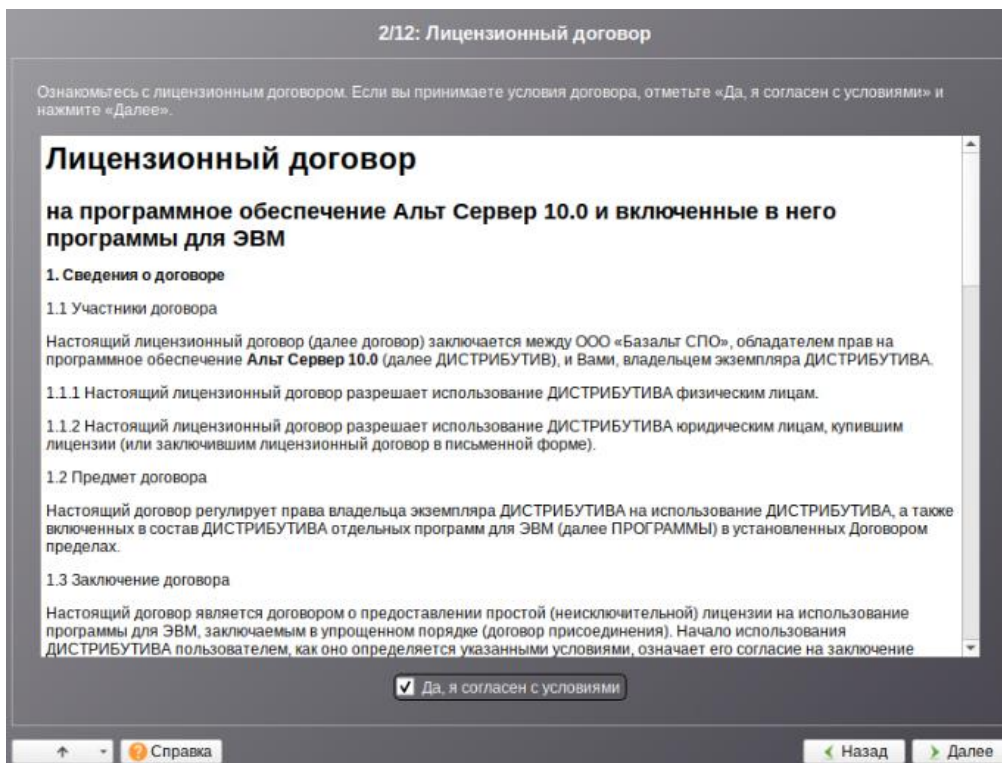 2/12: Лицензионный договор
Ознакомьтесь с лицензионным договором. Если вы принимаете условия договора, отметьте «Да, я согласен с условиями» и
нажмите «Далее».
Лицензионный договор
на программное обеспечение Альт Сервер 10.0 и включенные в него
программы для ЭВМ
1. Сведения о договоре
1.1 Участники договора
Настоящий лицензионный договор (далее договор) заключается между ООО «Базальт СПО», обладателем прав на
программное обеспечение Альт Сервер 10.0 (далее ДИСТРИБУТИВ), и Вами, владельцем экземпляра ДИСТРИБУТИВА.
1.1.1 Настоящий лицензионный договор разрешает использование ДИСТРИБУТИВА физическим лицам.
1.1.2 Настоящий лицензионный договор разрешает использование ДИСТРИБУТИВА юридическим лицам, купившим
лицензии (или заключившим лицензионный договор в письменной форме).
1.2 Предмет договора
Настоящий договор регулирует права владельца экземпляра ДИСТРИБУТИВА на использование ДИСТРИБУТИВА, а также
включенных в состав ДИСТРИБУТИВА отдельных программ для ЭВМ (далее ПРОГРАММЫ) в установленных Договором
пределах.
1.3 Заключение договора
Настоящий договор является договором о предоставлении простой (неисключительной) лицензии на использование
программы для ЭВМ, заключаемым в упрощенном порядке (договор присоединения). Начало использования
ДИСТРИБУТИВА пользователем, как оно определяется указанными условиями, означает его согласие на заключение
Да, я согласен с условиями
Справка
Назад
Далее